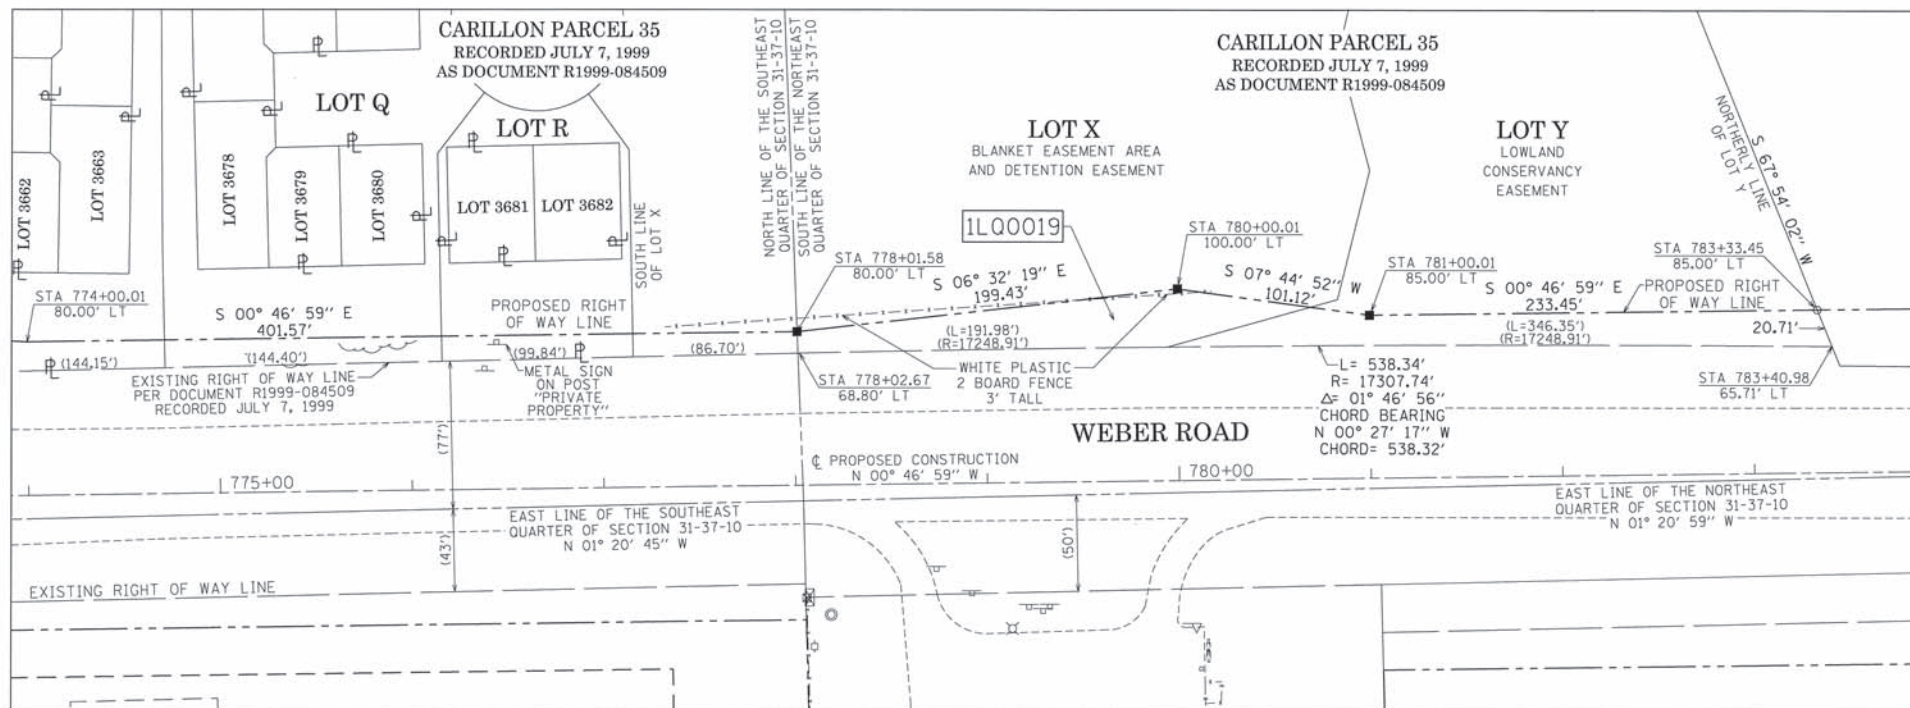 CARILLON PARCEL 35
RECORDED JULY 7, 1999
AS DOCUMENT R1999-084509
LOT Q
LOT R
LOT 3662
LOT 3663
LOT 3678
LOT 3679
LOT 3680
LOT 3681
LOT 3682
SOUTH LINE
OF LOT X
NORTH LINE OF THE SOUTHEAST
QUARTER OF SECTION 31-37-10
SOUTH LINE OF THE NORTHEAST
QUARTER OF SECTION 31-37-10
LOT X
BLANKET EASEMENT AREA
AND DETENTION EASEMENT
1LQ0019
CARILLON PARCEL 35
RECORDED JULY 7, 1999
AS DOCUMENT R1999-084509
LOT Y
LOWLAND
CONSERVANCY
EASEMENT
S 67° 54' 02" W
NORTHERLY LINE
OF LOT Y
STA 774+00.01
80.00' LT
S 00° 46' 59" E
401.57'
PROPOSED RIGHT
OF WAY LINE
STA 778+01.58
80.00' LT
S 06° 32' 19" E
199.43'
STA 780+00.01
100.00' LT
S 07° 44' 52" W
101.12'
STA 781+00.01
85.00' LT
S 00° 46' 59" E
233.45'
PROPOSED RIGHT
OF WAY LINE
STA 783+33.45
85.00' LT
20.71'
(144.15')
(144.40')
(99.84')
(86.70')
(L=191.98')
(R=17248.91')
(L=346.35')
(R=17248.91')
EXISTING RIGHT OF WAY LINE
PER DOCUMENT R1999-084509
RECORDED JULY 7, 1999
METAL SIGN
ON POST
"PRIVATE
PROPERTY"
STA 778+02.67
68.80' LT
WHITE PLASTIC
2 BOARD FENCE
3' TALL
L= 538.34'
R= 17307.74'
Δ= 01° 46' 56"
CHORD BEARING
N 00° 27' 17" W
CHORD= 538.32'
STA 783+40.98
65.71' LT
(77')
WEBER ROAD
775+00
℄ PROPOSED CONSTRUCTION
N 00° 46' 59" W
780+00
EAST LINE OF THE SOUTHEAST
QUARTER OF SECTION 31-37-10
N 01° 20' 45" W
(43')
(50')
EAST LINE OF THE NORTHEAST
QUARTER OF SECTION 31-37-10
N 01° 20' 59" W
EXISTING RIGHT OF WAY LINE